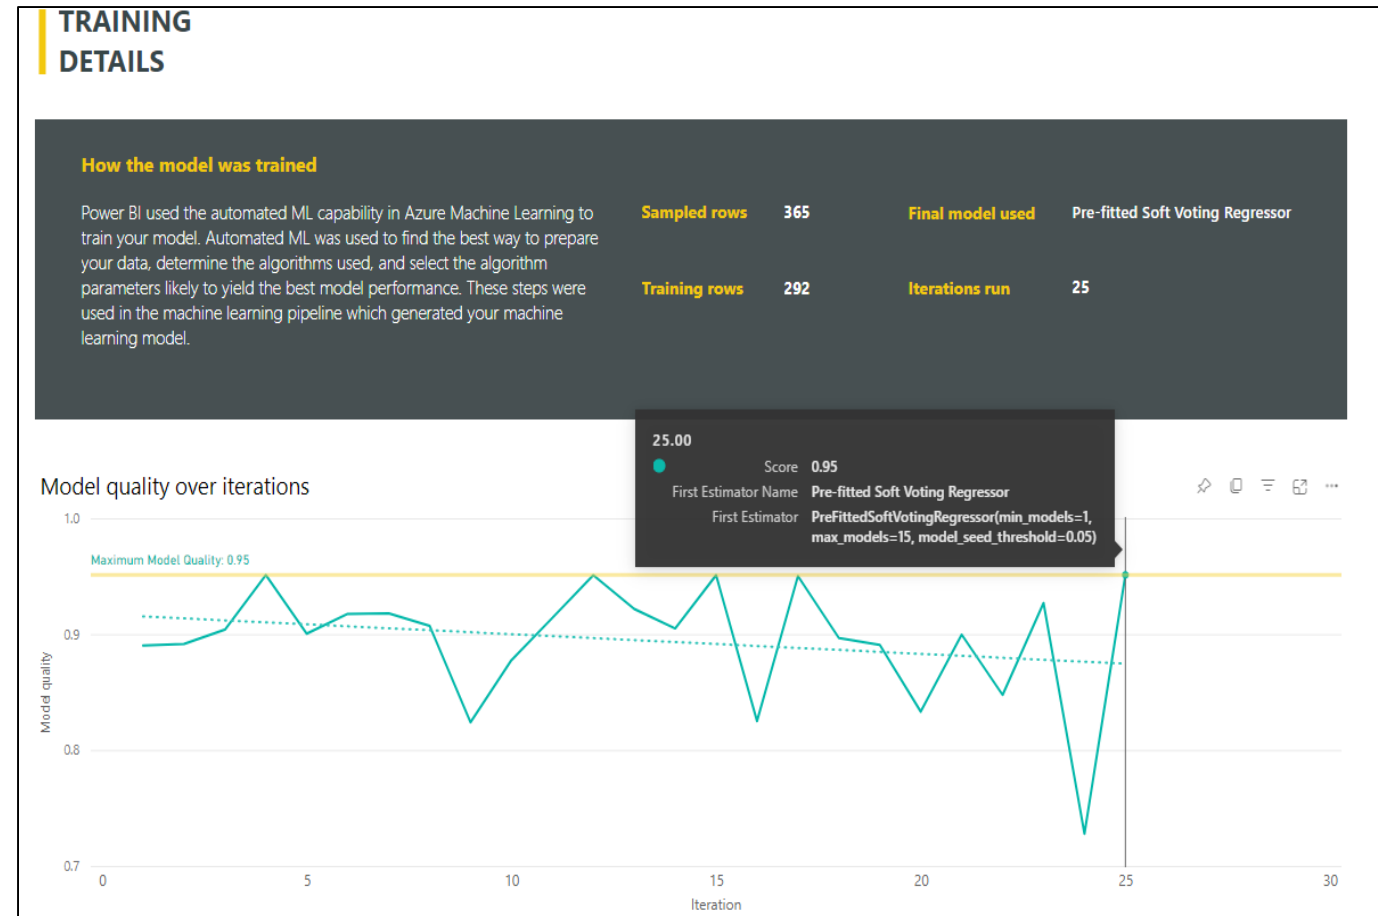 TRAINING
DETAILS
How the model was trained
Power BI used the automated ML capability in Azure Machine Learning to
train your model. Automated ML was used to find the best way to prepare
your data, determine the algorithms used, and select the algorithm
parameters likely to yield the best model performance. These steps were
used in the machine learning pipeline which generated your machine
learning model.
Sampled rows 365
Final model used Pre-fitted Soft Voting Regressor
Training rows 292
Iterations run 25
25.00
Score 0.95
First Estimator Name Pre-fitted Soft Voting Regressor
First Estimator PreFittedSoftVotingRegressor(min_models=1,
max_models=15, model_seed_threshold=0.05)
Model quality over iterations
1.0
Maximum Model Quality: 0.95
0.9
Model quality
0.8
0.7
0 5 10 15 20 25 30
Iteration